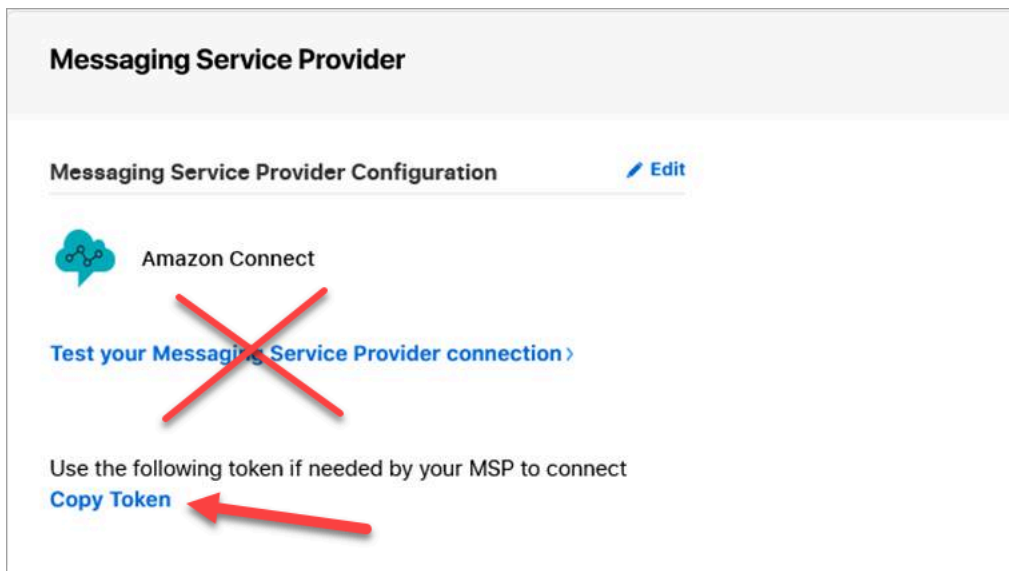 Messaging Service Provider
Messaging Service Provider Configuration Edit
Amazon Connect
Test your Messaging Service Provider connection >
Use the following token if needed by your MSP to connect
Copy Token